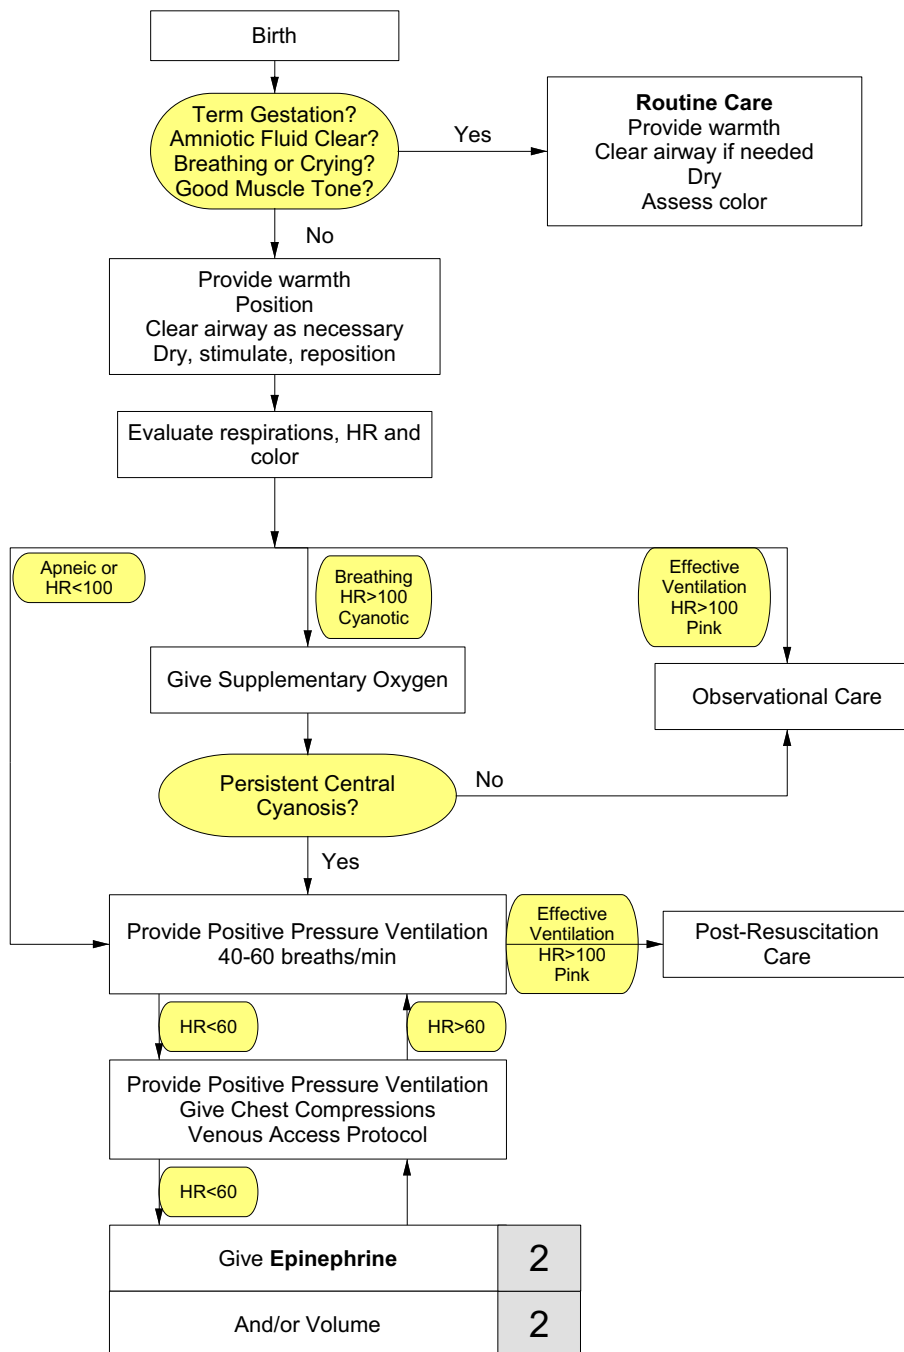 Birth
Term Gestation?
Amniotic Fluid Clear?
Breathing or Crying?
Good Muscle Tone?
Yes
Routine Care
Provide warmth
Clear airway if needed
Dry
Assess color
No
Provide warmth
Position
Clear airway as necessary
Dry, stimulate, reposition
Evaluate respirations, HR and
color
Apneic or
HR<100
Breathing
HR>100
Cyanotic
Effective
Ventilation
HR>100
Pink
Give Supplementary Oxygen
Observational Care
Persistent Central
Cyanosis?
No
Yes
Provide Positive Pressure Ventilation
40-60 breaths/min
Effective
Ventilation
HR>100
Pink
Post-Resuscitation
Care
HR<60
HR>60
Provide Positive Pressure Ventilation
Give Chest Compressions
Venous Access Protocol
HR<60
Give Epinephrine
2
And/or Volume
2